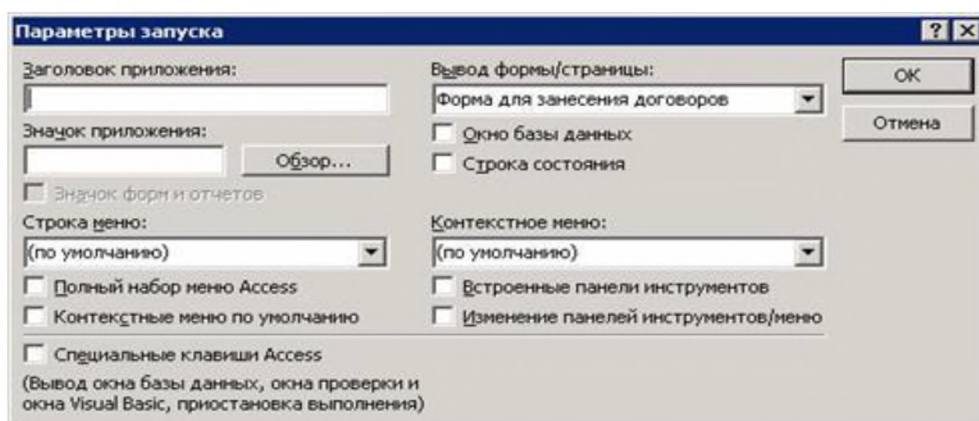 Параметры запуска
Заголовок приложения:
Вывод формы/страницы:
OK
Форма для занесения договоров
Отмена
Значок приложения:
Окно базы данных
Обзор...
Строка состояния
Значок форм и отчетов
Строка меню:
Контекстное меню:
(по умолчанию)
(по умолчанию)
Полный набор меню Access
Встроенные панели инструментов
Контекстные меню по умолчанию
Изменение панелей инструментов/меню
Специальные клавиши Access
(Вывод окна базы данных, окна проверки и
окна Visual Basic, приостановка выполнения)